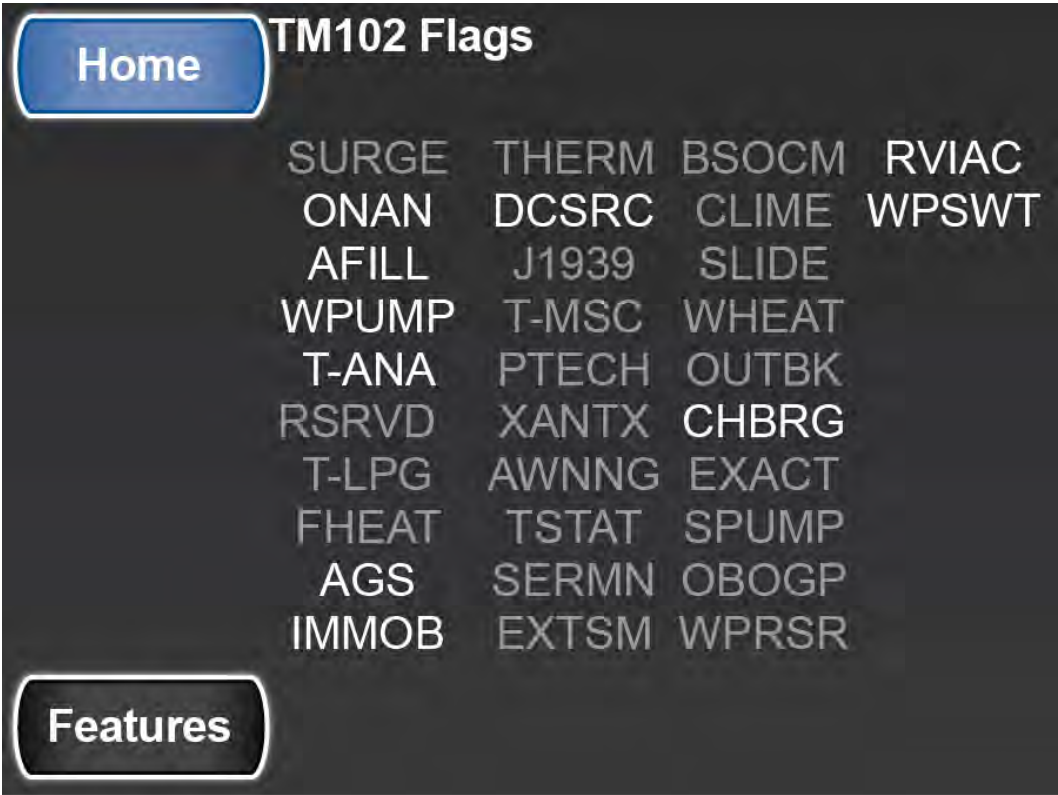 Home
TM102 Flags
SURGE THERM BSOCM RVIAC
ONAN DCSRC CLIME WPSWT
AFILL J1939 SLIDE
WPUMP T-MSC WHEAT
T-ANA PTECH OUTBK
RSRVD XANTX CHBRG
T-LPG AWNNG EXACT
FHEAT TSTAT SPUMP
AGS SERMN OBOGP
IMMOB EXTSM WPRSR
Features